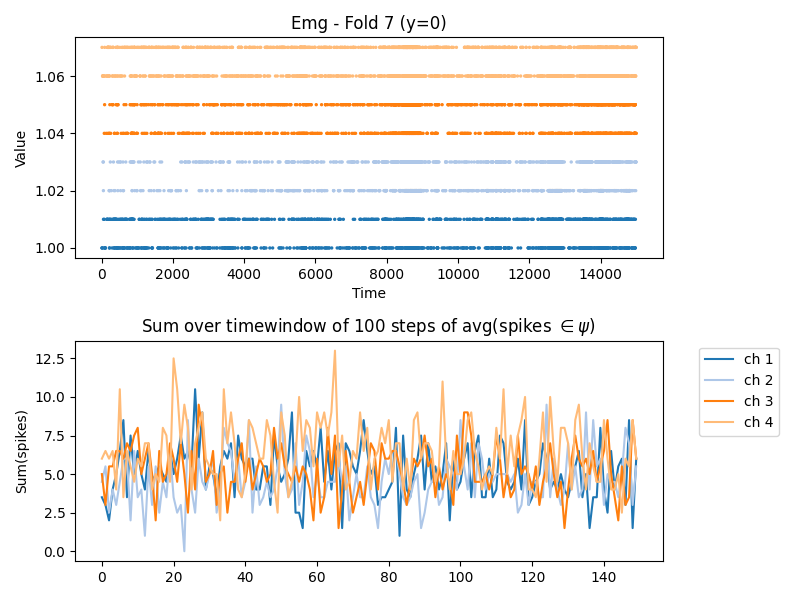 Emg - Fold 7 (y=0)
Value
1.06
1.04
1.02
1.00
0 2000 4000 6000 8000 10000 12000 14000
Time
Sum over timewindow of 100 steps of avg(spikes ∈ψ)
Sum(spikes)
12.5
10.0
7.5
5.0
2.5
0.0
0 20 40 60 80 100 120 140
ch 1
ch 2
ch 3
ch 4